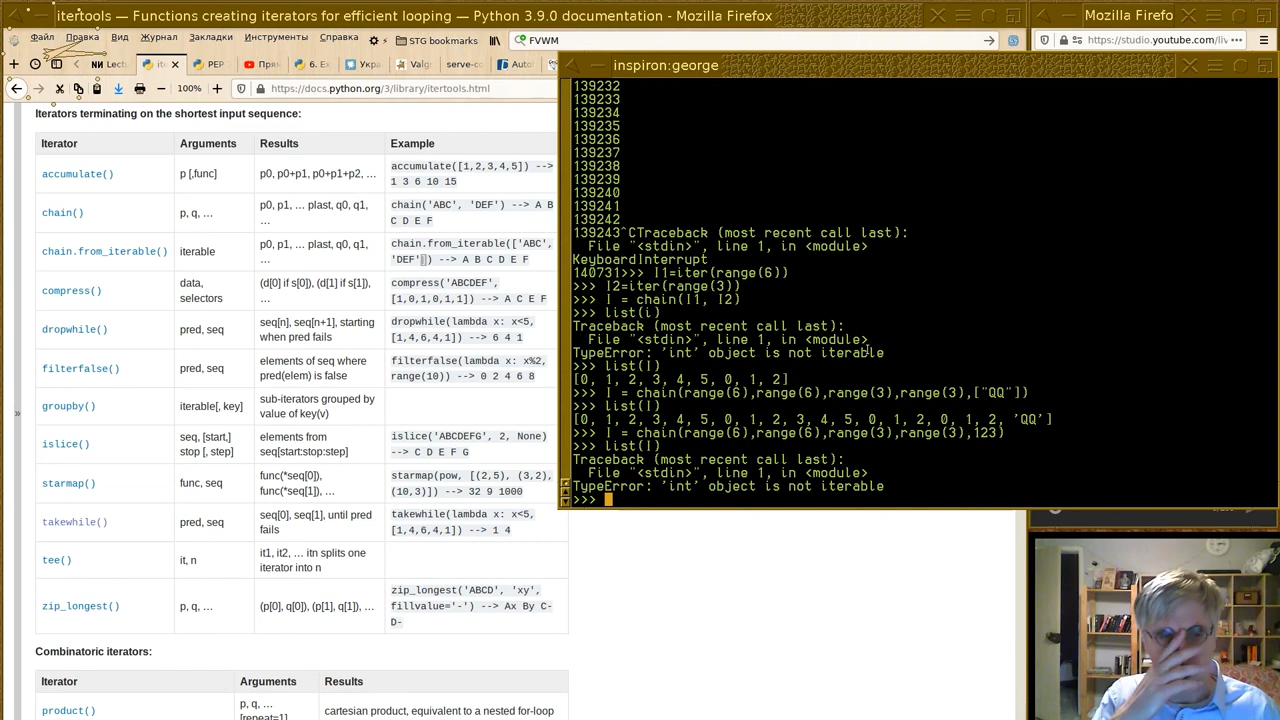 itertools — Functions creating iterators for efficient looping — Python 3.9.0 documentation — Mozilla Firefox
Mozilla Firefo
Файл Правка Вид Журнал Закладки Инструменты Справка STG bookmarks FVWM
https://studio.youtube.com/liv
Lect PEP Пря 6. E Укра Valg serve-co Auto
inspiron:george
100% https://docs.python.org/3/library/itertools.html
Iterators terminating on the shortest input sequence:
Iterator Arguments Results Example
accumulate() p [,func] p0, p0+p1, p0+p1+p2, … accumulate([1,2,3,4,5]) -->
1 3 6 10 15
chain() p, q, … p0, p1, … plast, q0, q1,
… chain('ABC', 'DEF') --> A B
C D E F
chain.from_iterable() iterable p0, p1, … plast, q0, q1,
… chain.from_iterable(['ABC',
'DEF']) --> A B C D E F
compress() data,
selectors (d[0] if s[0]), (d[1] if s[1]),
… compress('ABCDEF',
[1,0,1,0,1,1]) --> A C E F
dropwhile() pred, seq seq[n], seq[n+1], starting
when pred fails dropwhile(lambda x: x<5,
[1,4,6,4,1]) --> 6 4 1
filterfalse() pred, seq elements of seq where
pred(elem) is false filterfalse(lambda x: x%2,
range(10)) --> 0 2 4 6 8
groupby() iterable[, key] sub-iterators grouped by
value of key(v)
islice() seq, [start,]
stop [, step] elements from
seq[start:stop:step] islice('ABCDEFG', 2, None)
--> C D E F G
starmap() func, seq func(*seq[0]),
func(*seq[1]), … starmap(pow, [(2,5), (3,2),
(10,3)]) --> 32 9 1000
takewhile() pred, seq seq[0], seq[1], until pred
fails takewhile(lambda x: x<5,
[1,4,6,4,1]) --> 1 4
tee() it, n it1, it2, … itn splits one
iterator into n
zip_longest() p, q, … (p[0], q[0]), (p[1], q[1]), … zip_longest('ABCD', 'xy',
fillvalue='-') --> Ax By C-
D-
Combinatoric iterators:
Iterator Arguments Results
product() p, q, …
[repeat=1] cartesian product, equivalent to a nested for-loop
139232
139233
139234
139235
139236
139237
139238
139239
139240
139241
139242
139243^CTraceback (most recent call last):
File "<stdin>", line 1, in <module>
KeyboardInterrupt
140731>>> I1=iter(range(6))
>>> I2=iter(range(3))
>>> I = chain(I1, I2)
>>> list(i)
Traceback (most recent call last):
File "<stdin>", line 1, in <module>
TypeError: 'int' object is not iterable
>>> list(I)
[0, 1, 2, 3, 4, 5, 0, 1, 2]
>>> I = chain(range(6),range(6),range(3),range(3),["QQ"])
>>> list(I)
[0, 1, 2, 3, 4, 5, 0, 1, 2, 3, 4, 5, 0, 1, 2, 0, 1, 2, 'QQ']
>>> I = chain(range(6),range(6),range(3),range(3),123)
>>> list(I)
Traceback (most recent call last):
File "<stdin>", line 1, in <module>
TypeError: 'int' object is not iterable
>>>